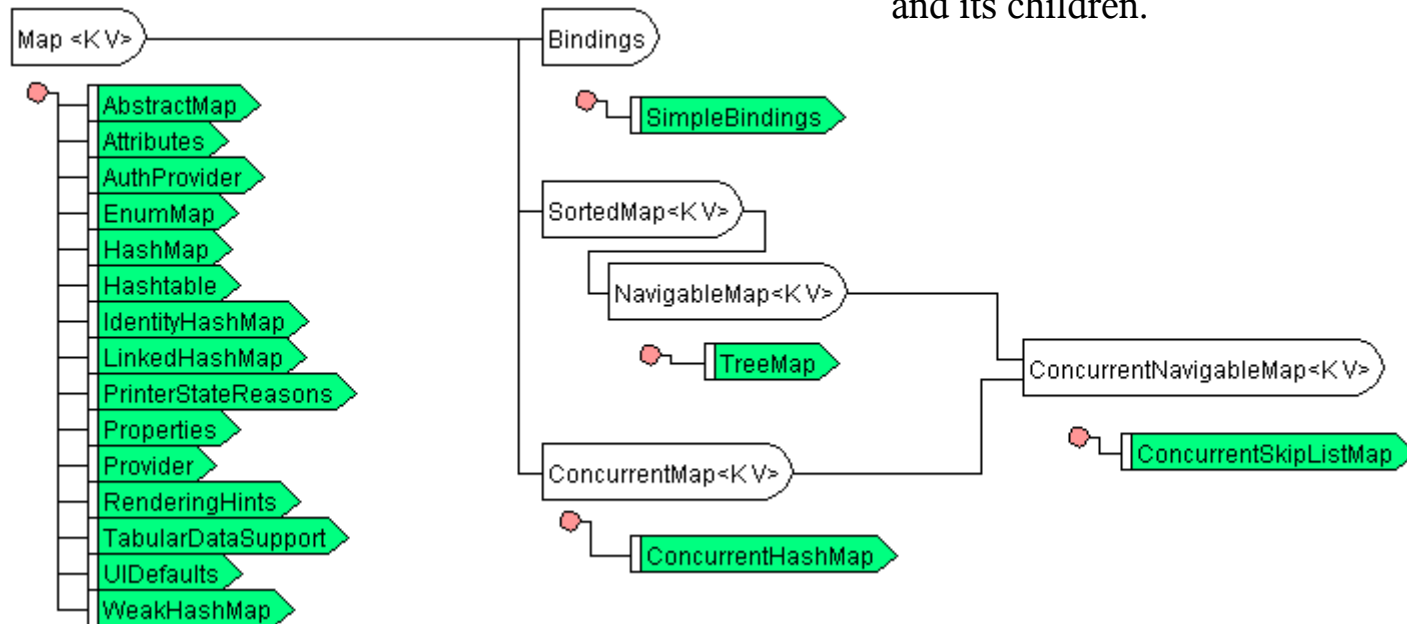 and its children.
Map <K V>
AbstractMap
Attributes
AuthProvider
EnumMap
HashMap
Hashtable
IdentityHashMap
LinkedHashMap
PrinterStateReasons
Properties
Provider
RenderingHints
TabularDataSupport
UIDefaults
WeakHashMap
Bindings
SimpleBindings
SortedMap<K V>
NavigableMap<K V>
TreeMap
ConcurrentMap<K V>
ConcurrentHashMap
ConcurrentNavigableMap<K V>
ConcurrentSkipListMap